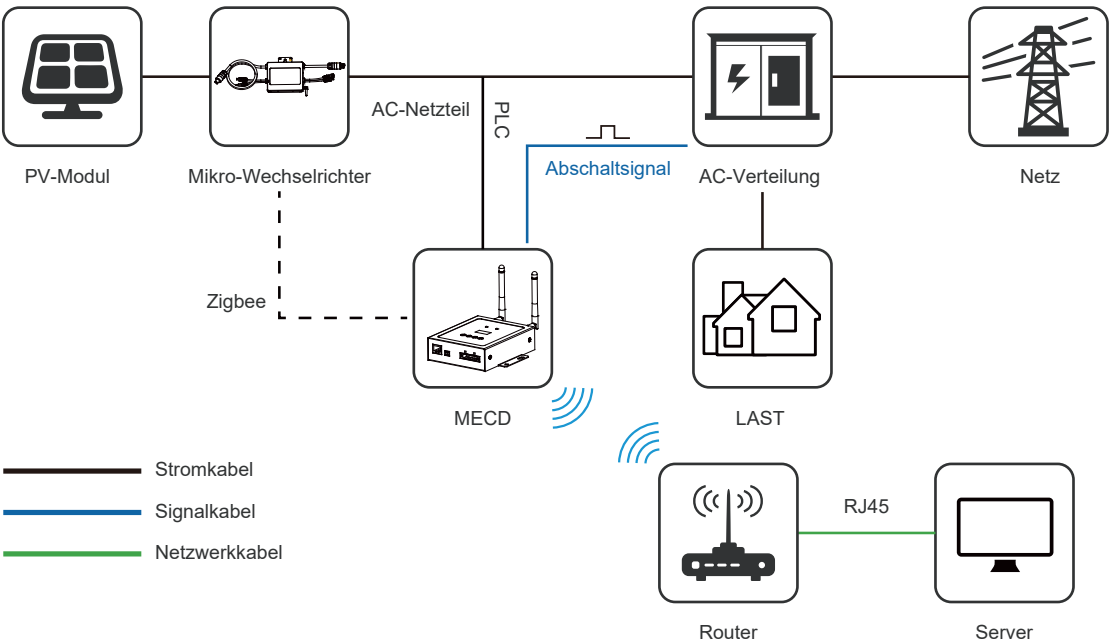 AC-Netzteil
PLC
Abschaltsignal
PV-Modul
Mikro-Wechselrichter
AC-Verteilung
Netz
Zigbee
MECD
LAST
Stromkabel
Signalkabel
Netzwerkkabel
RJ45
Router
Server